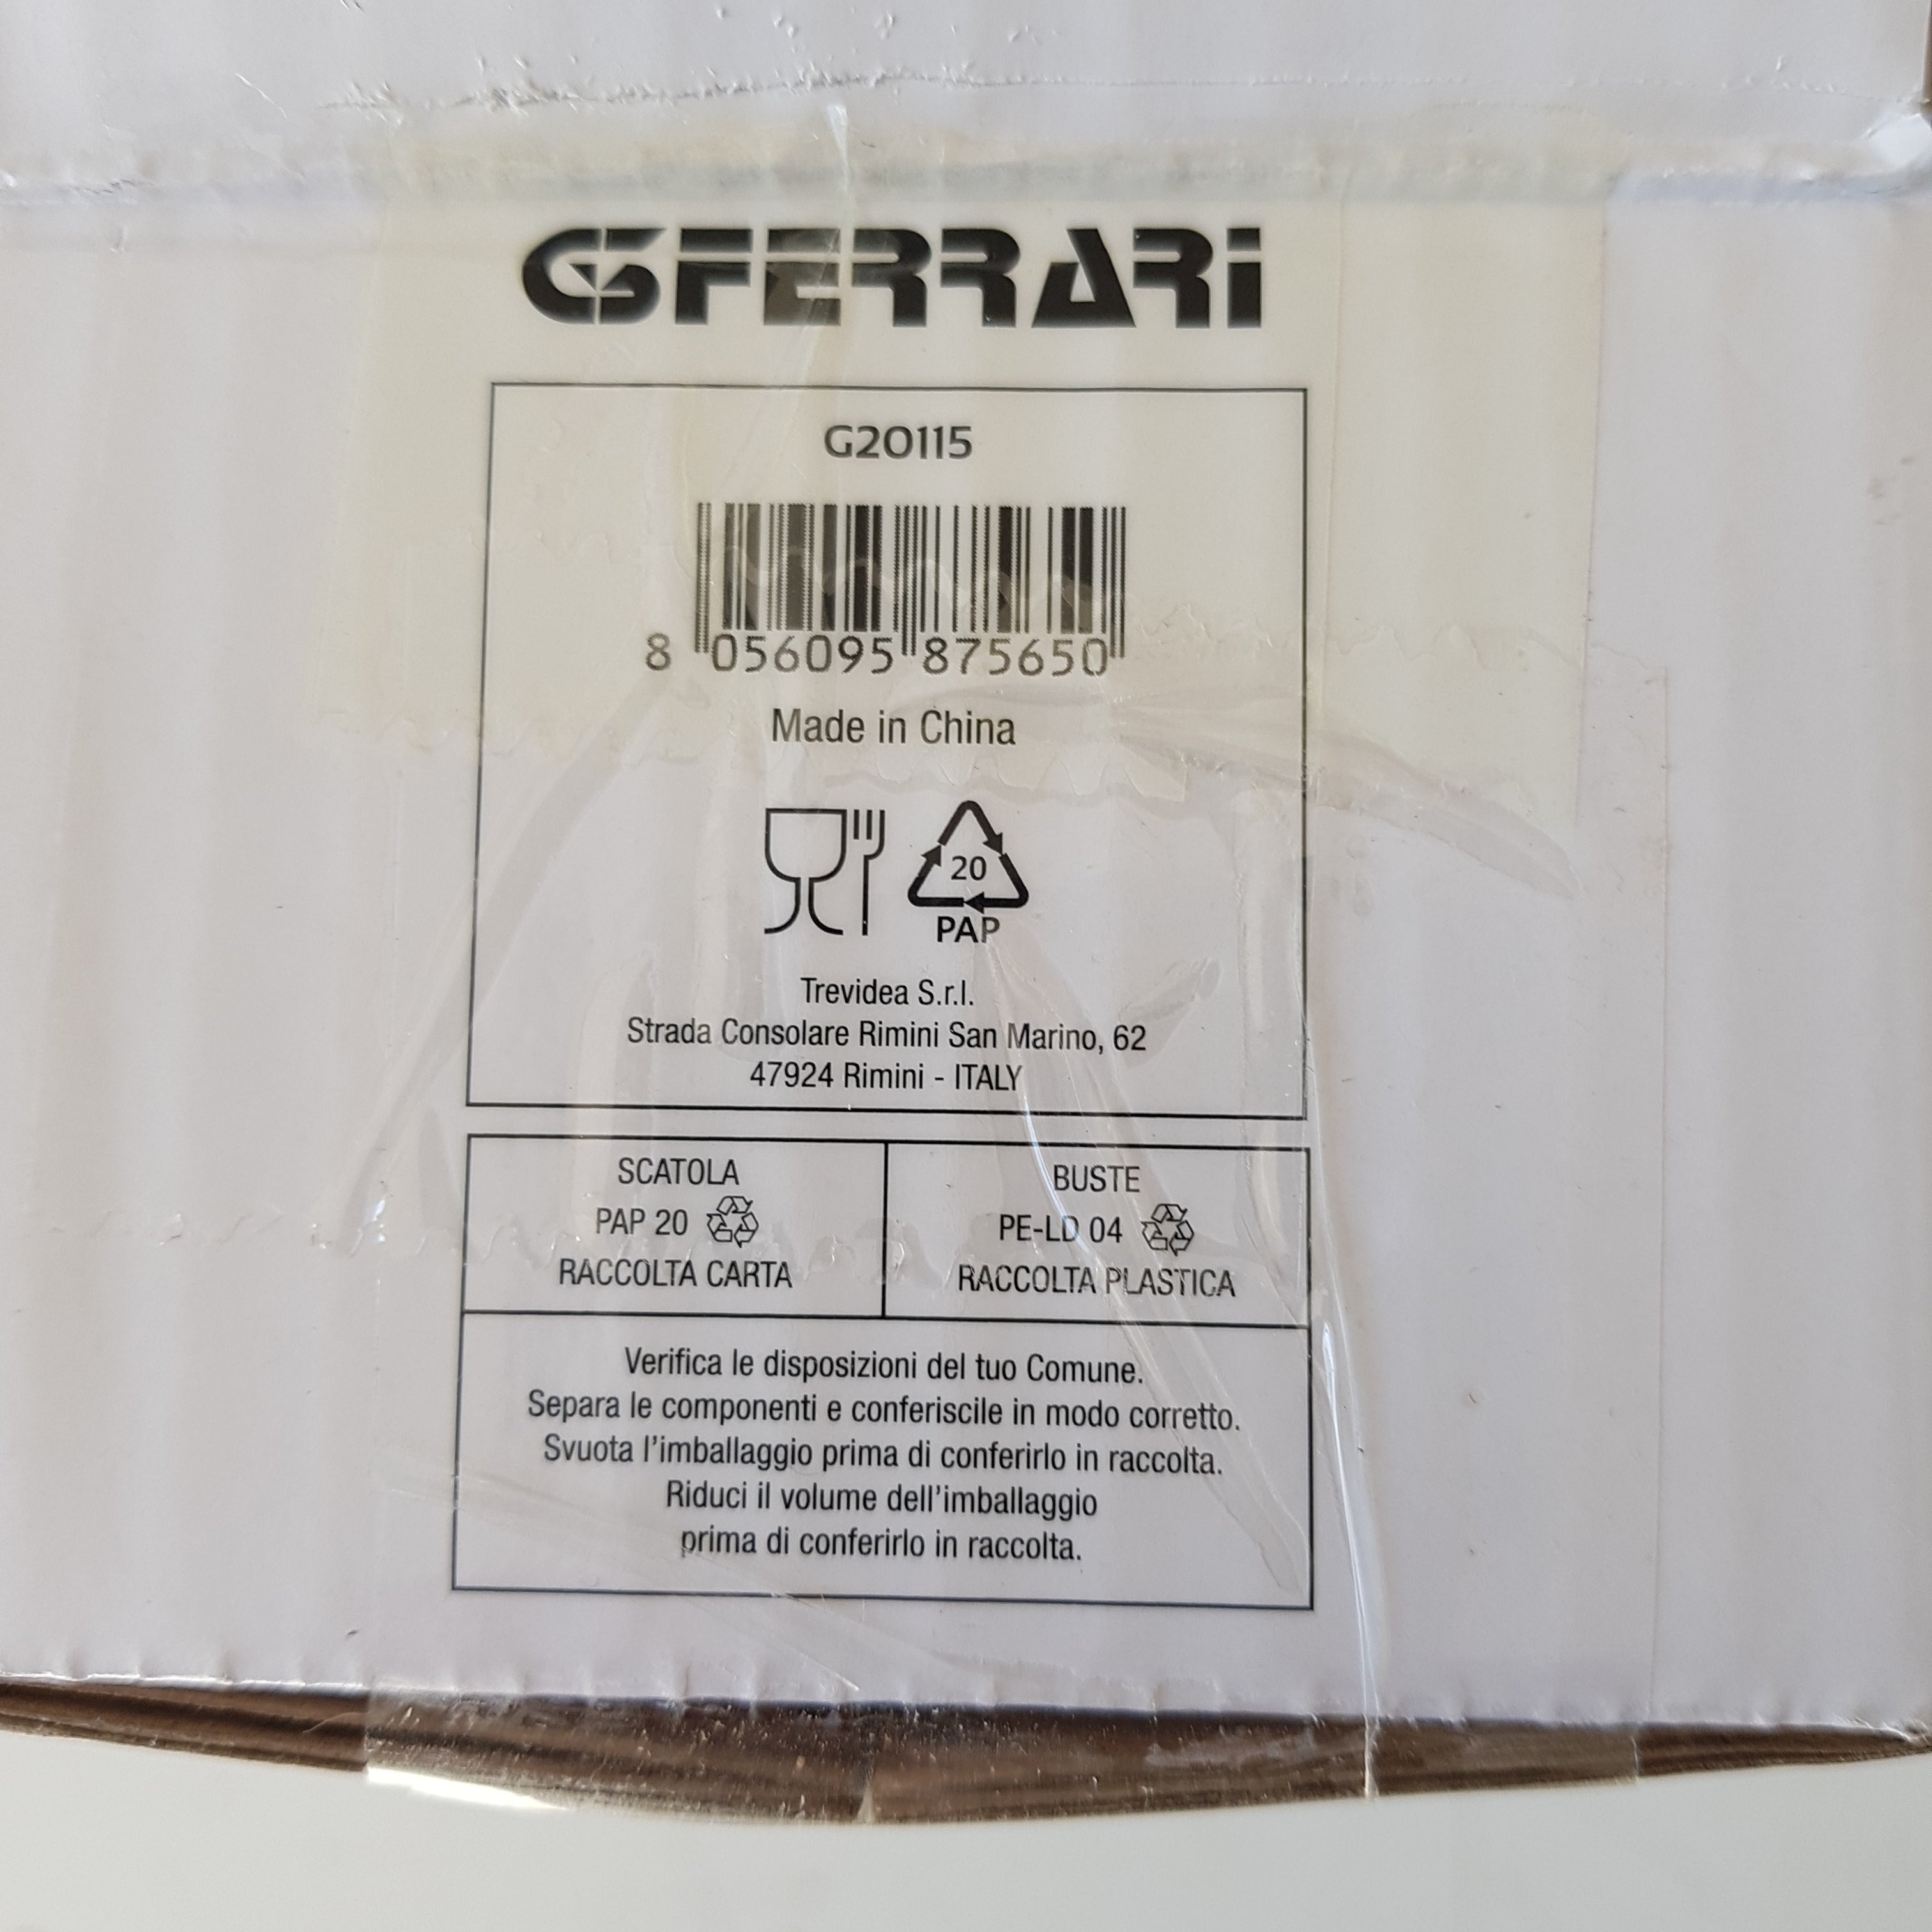 GFERRARI
G20115
8 056095 875650
Made in China
20
PAP
Trevidea S.r.l.
Strada Consolare Rimini San Marino, 62
47924 Rimini - ITALY
SCATOLA
PAP 20
RACCOLTA CARTA
BUSTE
PE-LD 04
RACCOLTA PLASTICA
Verifica le disposizioni del tuo Comune.
Separa le componenti e conferiscile in modo corretto.
Svuota l'imballaggio prima di conferirlo in raccolta.
Riduci il volume dell'imballaggio
prima di conferirlo in raccolta.